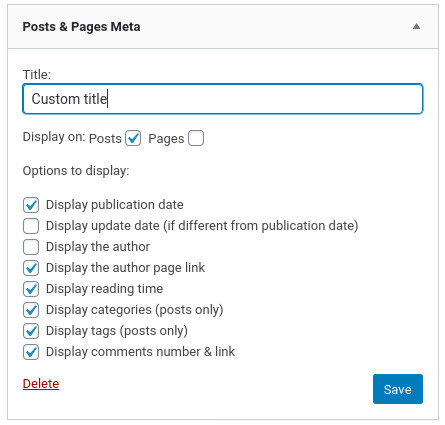 Posts & Pages Meta
Title:
Custom title
Display on: Posts Pages
Options to display:
Display publication date
Display update date (if different from publication date)
Display the author
Display the author page link
Display reading time
Display categories (posts only)
Display tags (posts only)
Display comments number & link
Delete
Save